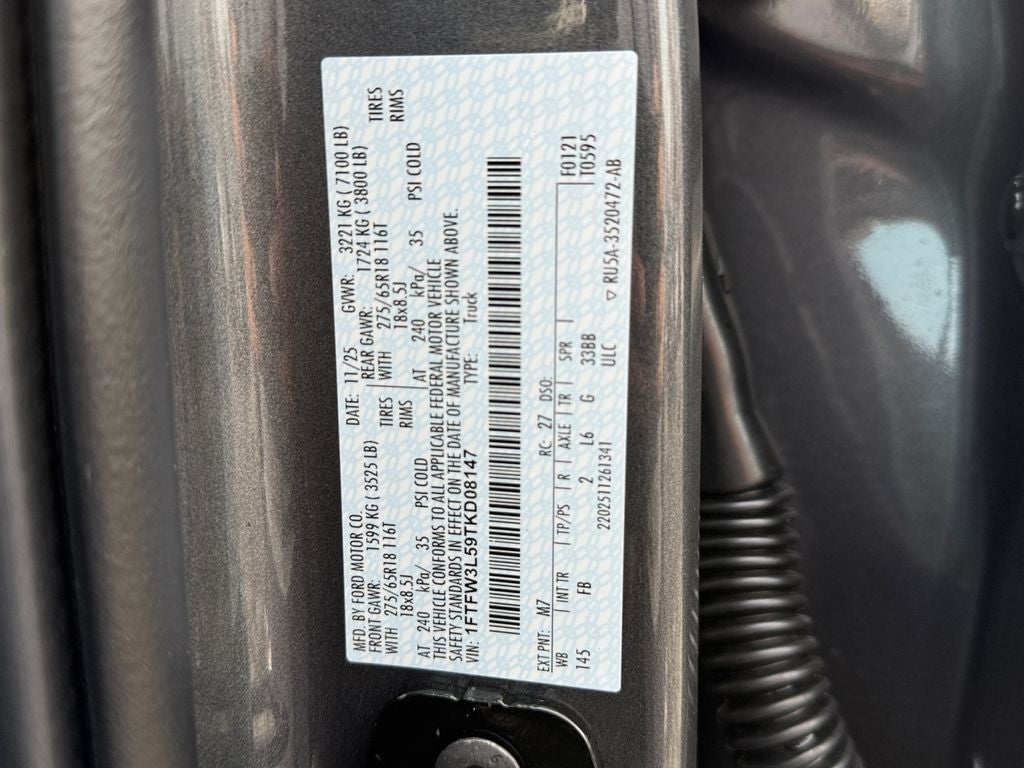 MFD. BY FORD MOTOR CO. DATE: 11/25 GVWR: 3221 KG ( 7100 LB)
FRONT GAWR: 1599 KG ( 3525 LB) REAR GAWR: 1724 KG ( 3800 LB)
WITH 275/65R18 116T TIRES WITH 275/65R18 116T TIRES
18x8.5J RIMS 18x8.5J RIMS
AT 240 kPa/ 35 PSI COLD AT 240 kPa/ 35 PSI COLD
THIS VEHICLE CONFORMS TO ALL APPLICABLE FEDERAL MOTOR VEHICLE
SAFETY STANDARDS IN EFFECT ON THE DATE OF MANUFACTURE SHOWN ABOVE.
VIN: 1FTFW3L59TKD08147 TYPE: Truck
EXT PNT: M7 RC: 27 DSO: F0121
WB INT TR TP/PS R AXLE TR SPR T0595
145 FB 2 L6 G 33BB
2202511261341 ULC ▽ RU5A-3520472-AB